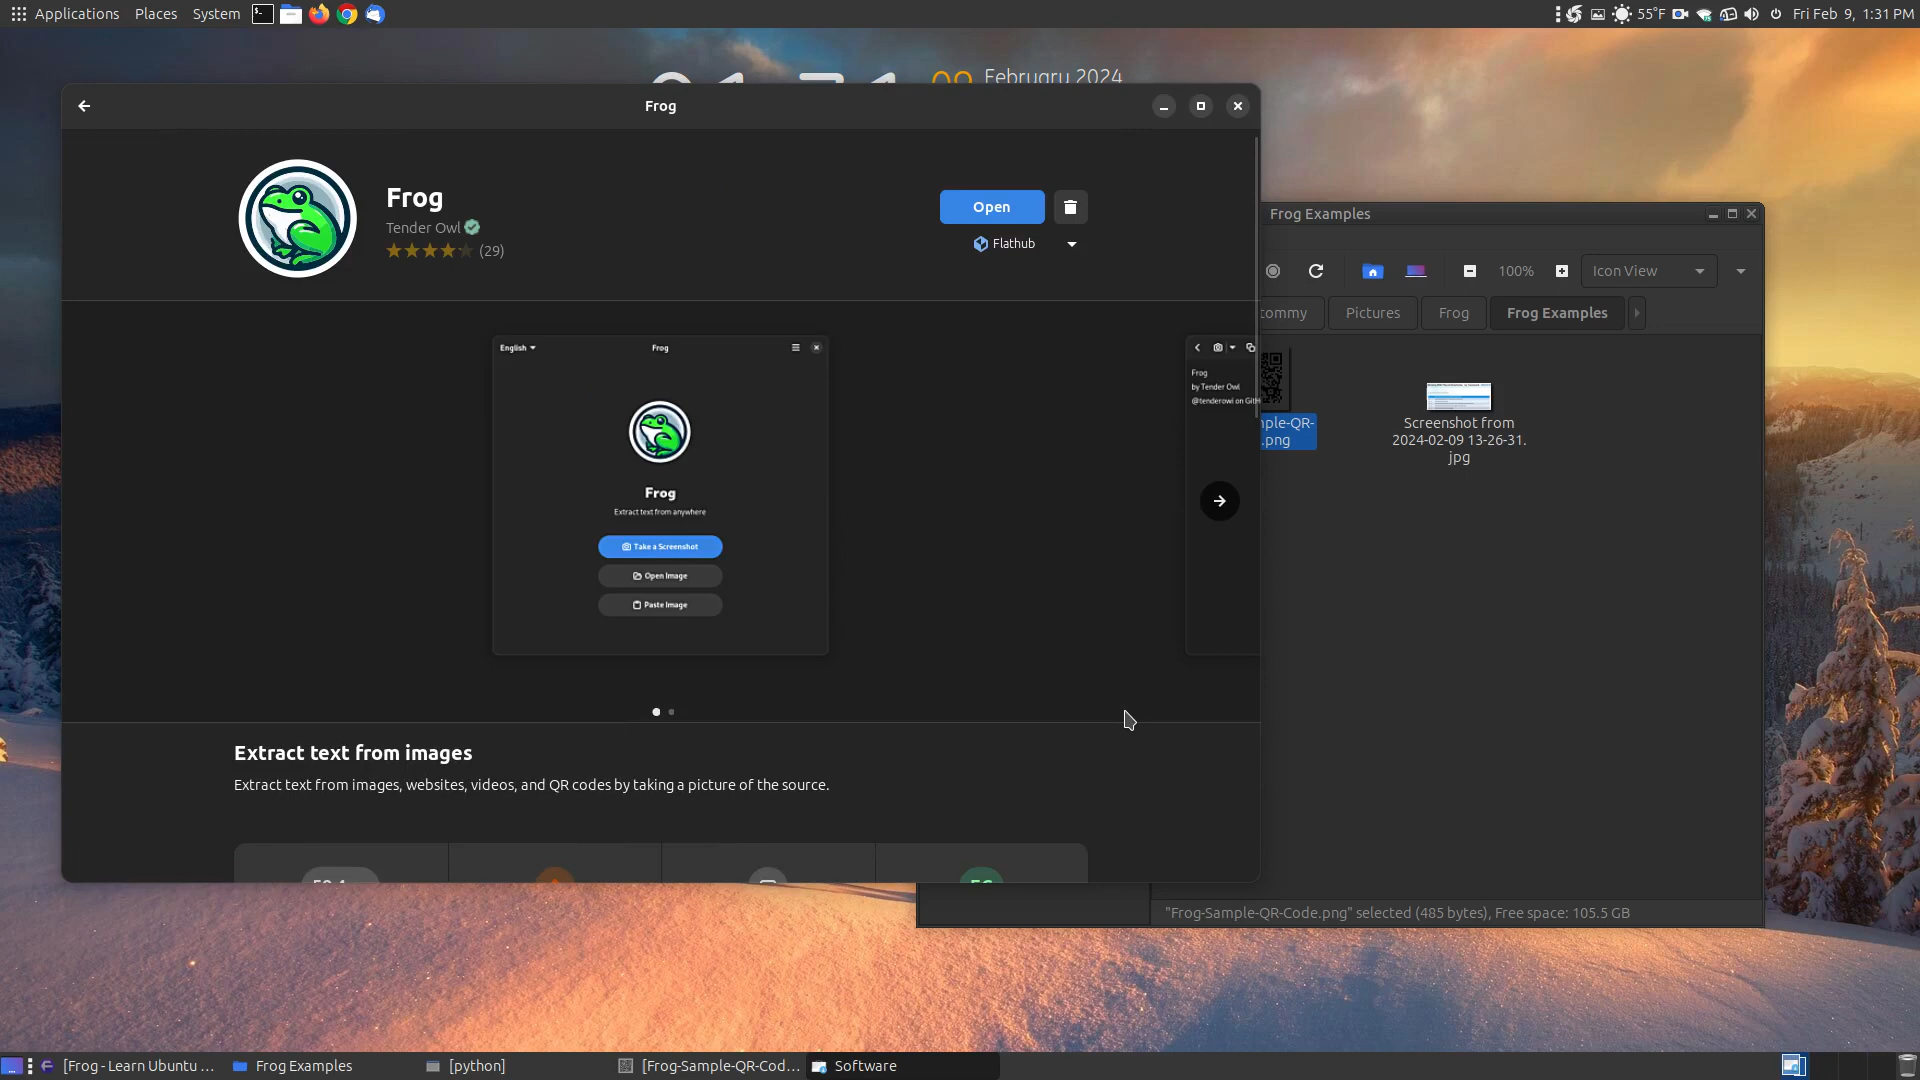 Applications Places System
55°F Fri Feb 9, 1:31 PM
February 2024
Frog
Frog
Tender Owl
(29)
Open
Flathub
English
Frog
Frog
Extract text from anywhere
Take a Screenshot
Open Image
Paste Image
Frog
by Tender Owl
Extract text from images
Extract text from images, websites, videos, and QR codes by taking a picture of the source.
Frog Examples
100% Icon View
ommy Pictures Frog Frog Examples
ple-QR-
.png
Screenshot from
2024-02-09 13-26-31.
jpg
"Frog-Sample-QR-Code.png" selected (485 bytes), Free space: 105.5 GB
[Frog - Learn Ubuntu ... Frog Examples [python] [Frog-Sample-QR-Cod... Software